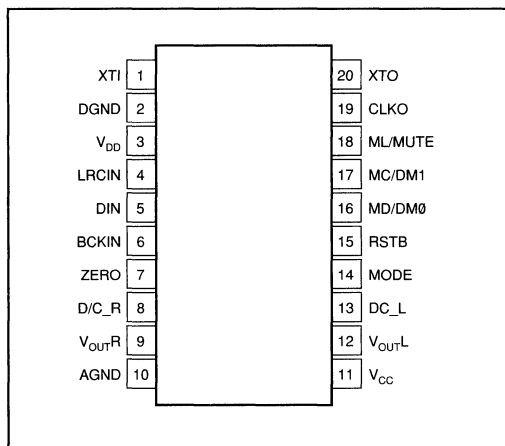 XTI 1 20 XTO
DGND 2 19 CLKO
VDD 3 18 ML/MUTE
LRCIN 4 17 MC/DM1
DIN 5 16 MD/DMØ
BCKIN 6 15 RSTB
ZERO 7 14 MODE
D/C_R 8 13 DC_L
VOUTR 9 12 VOUTL
AGND 10 11 VCC